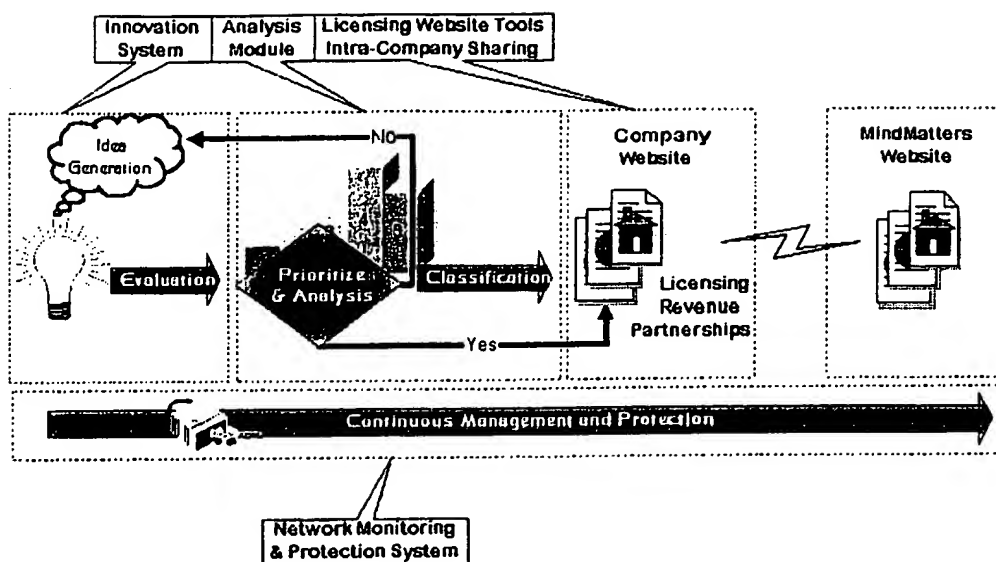 Innovation
System
Analysis
Module
Licensing Website Tools
Intra-Company Sharing
Idea
Generation
No
Company
Website
MindMatters
Website
Evaluation
Prioritize
& Analysis
Classification
Licensing
Revenue
Partnerships
Yes
Continuous Management and Protection
Network Monitoring
& Protection System